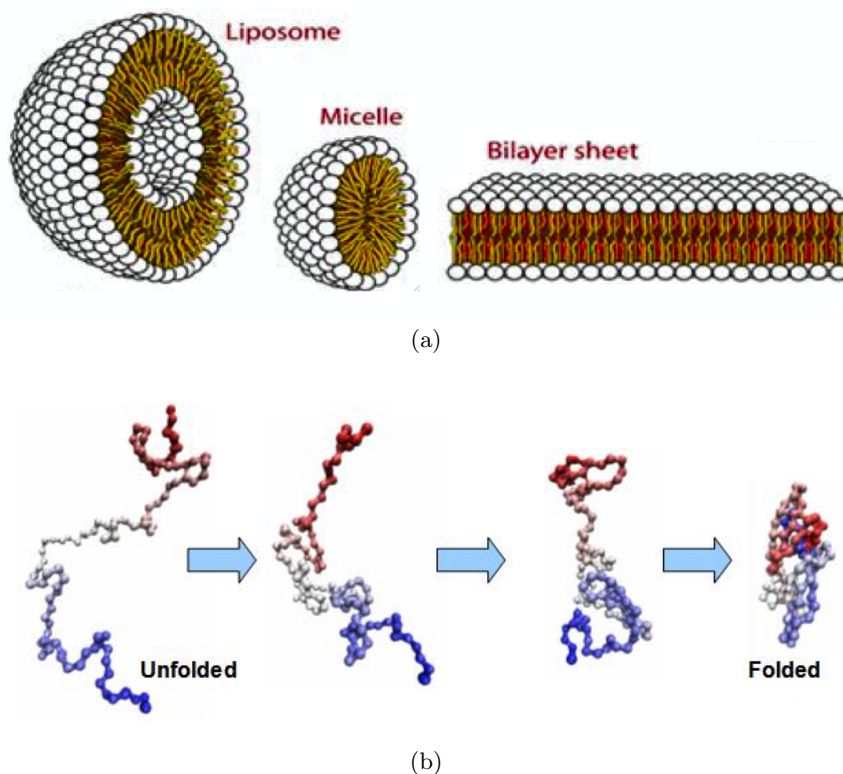 Liposome
Micelle
Bilayer sheet
(a)
Unfolded
Folded
(b)